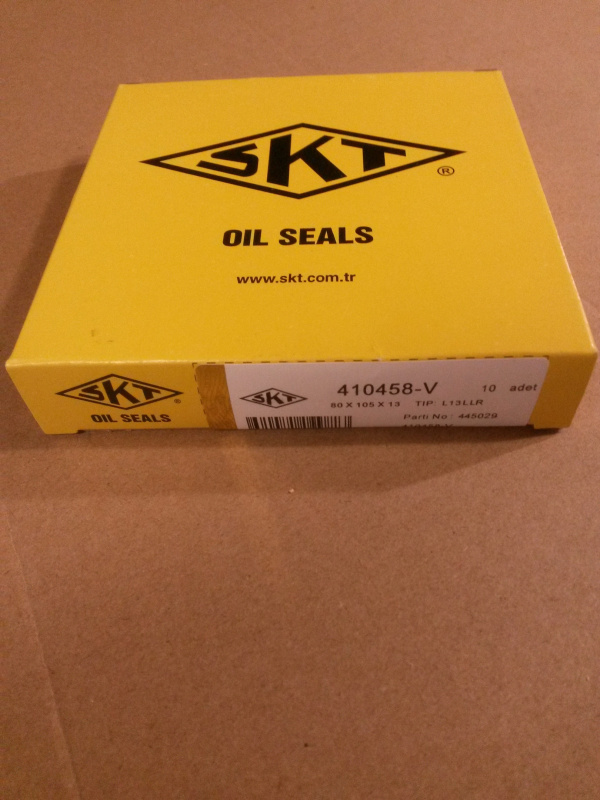 SKT
®
OIL SEALS
www.skt.com.tr
SKT
OIL SEALS
SKT
410458-V
10 adet
80 X 105 X 13 TIP: L13LLR
Parti No : 445029